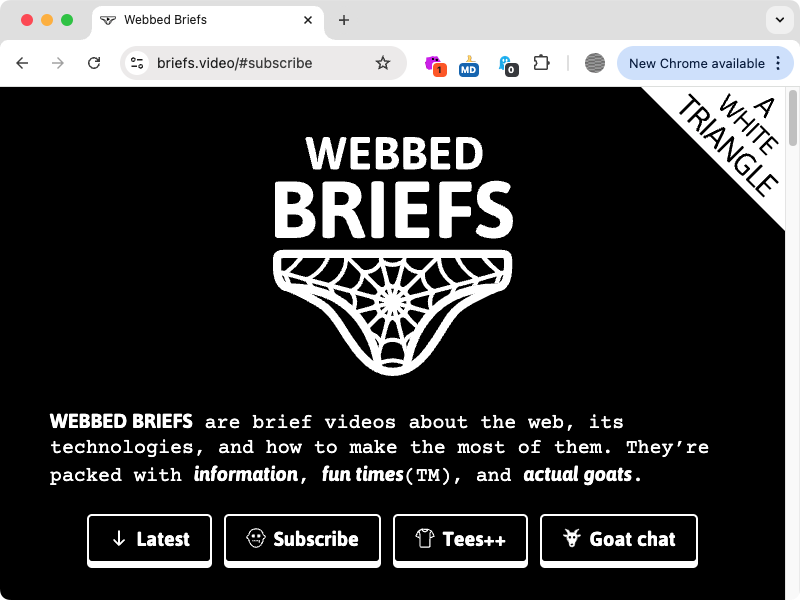 Webbed Briefs
briefs.video/#subscribe
1
MD
0
New Chrome available
A
WHITE
TRIANGLE
WEBBED
BRIEFS
WEBBED BRIEFS are brief videos about the web, its
technologies, and how to make the most of them. They’re
packed with information, fun times(TM), and actual goats.
Latest
Subscribe
Tees++
Goat chat